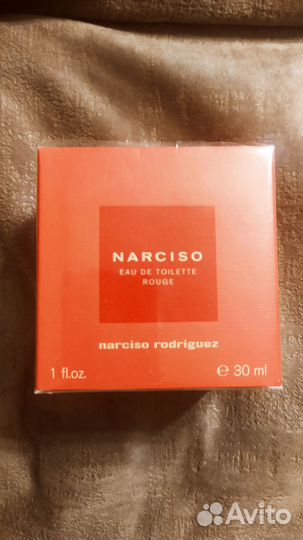 NARCISO
EAU DE TOILETTE
ROUGE
narciso rodriguez
1 fl.oz. ℮ 30 ml
Avito